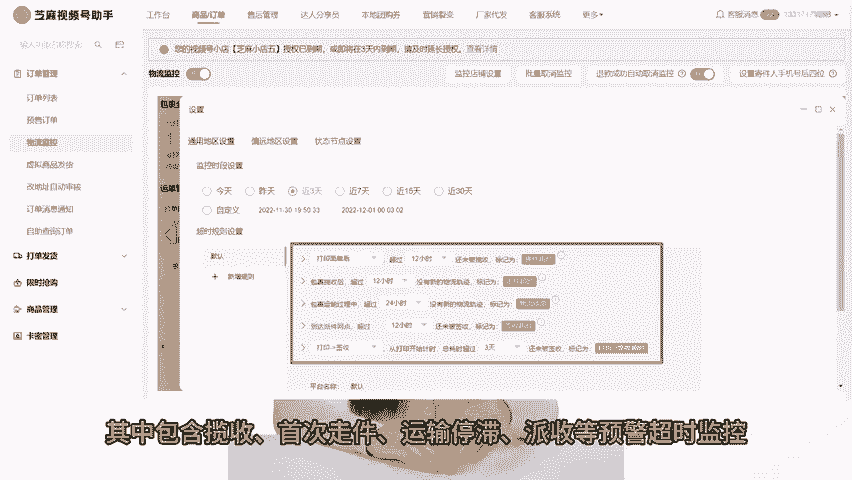 芝麻视频号助手
工作台 商品/订单 售后管理 达人分享员 本地团购券 营销裂变 厂家代发 客服系统 更多
客服消息
您的视频号小店【芝麻小店五】授权已到期，或即将在3天内到期，请及时延长授权。查看详情
订单管理
订单列表
预售订单
物流监控
虚拟商品发货
改地址自动审核
订单消息通知
自助查询订单
打单发货
限时抢购
商品管理
卡密管理
物流监控 监控店铺设置 批量取消监控 退款成功自动取消监控 设置寄件人手机号后四位
设置
通用地区设置 偏远地区设置 状态节点设置
监控时段设置
今天 昨天 近3天 近7天 近15天 近30天
自定义 2022-11-30 19:50:33 2022-12-01 00:03:02
超时规则设置
默认
+ 新增规则
打印面单后 ，超过 12小时 还未揽收，标记为：
包裹揽收后，超过 12小时 没有新的物流轨迹，标记为：
包裹运输过程中，超过 24小时 没有新的物流轨迹，标记为：
到达派件网点，超过 12小时 还未被签收，标记为：
打印->签收 ，从打印开始计时，总耗时超过 3天 还未被签收，标记为：
平台名称： 默认
其中包含揽收、首次走件、运输停滞、派收等预警超时监控